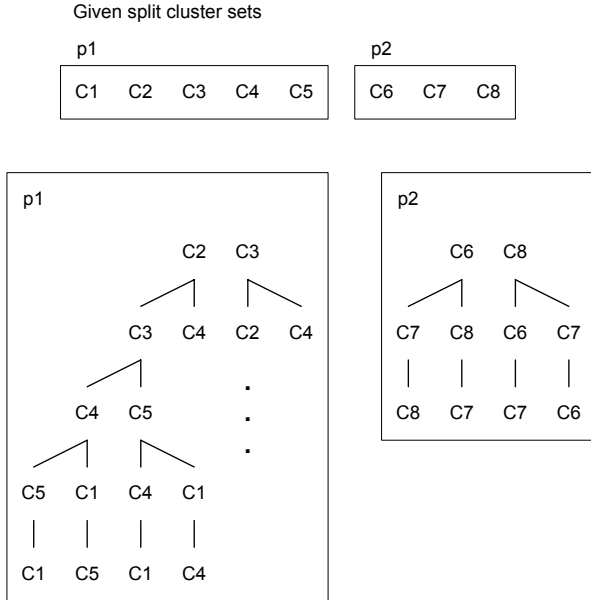 Given split cluster sets
p1 p2
C1 C2 C3 C4 C5 C6 C7 C8
p1
C2 C3
C3 C4 C2 C4
C4 C5
C5 C1 C4 C1
C1 C5 C1 C4
p2
C6 C8
C7 C8 C6 C7
C8 C7 C7 C6